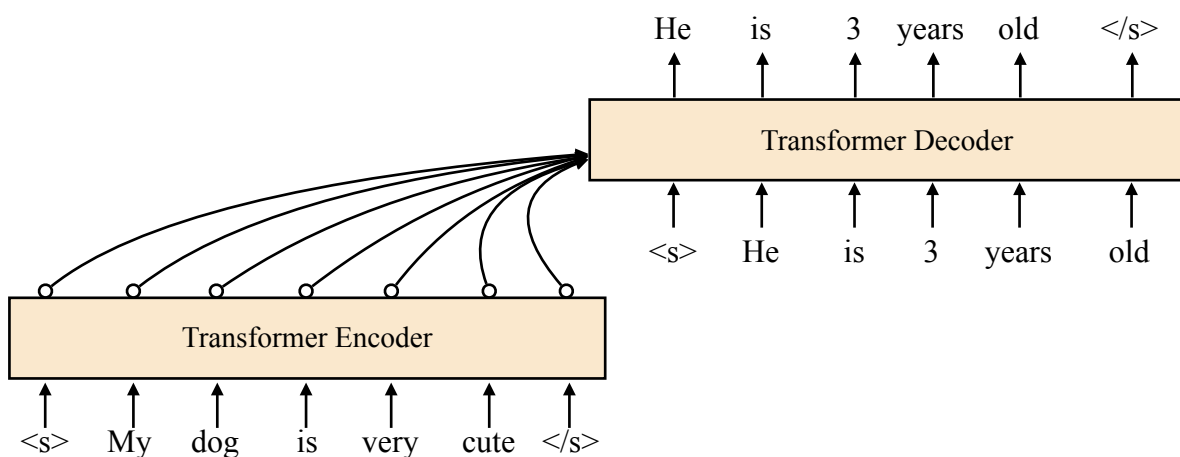 He is 3 years old </s>
Transformer Decoder
<s> He is 3 years old
Transformer Encoder
<s> My dog is very cute </s>